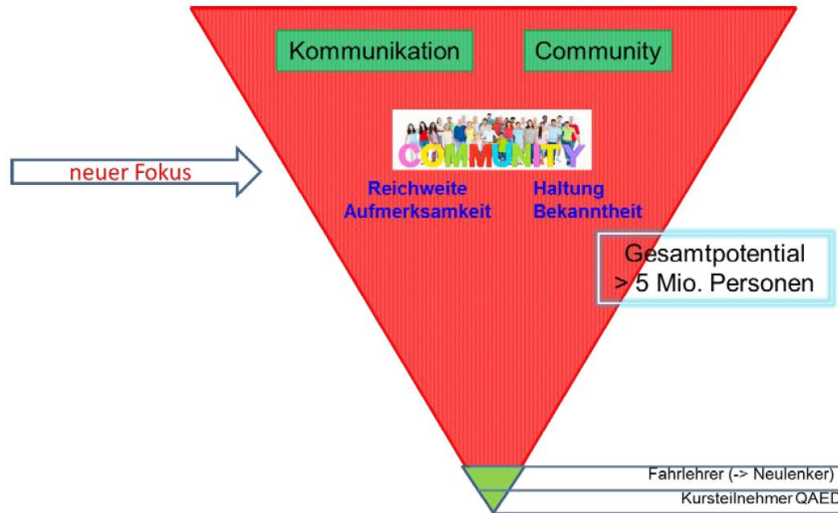 Kommunikation
Community
COMMUNITY
neuer Fokus
Reichweite
Aufmerksamkeit
Haltung
Bekanntheit
Gesamtpotential
> 5 Mio. Personen
Fahrlehrer (-> Neulenker)
Kursteilnehmer QAED